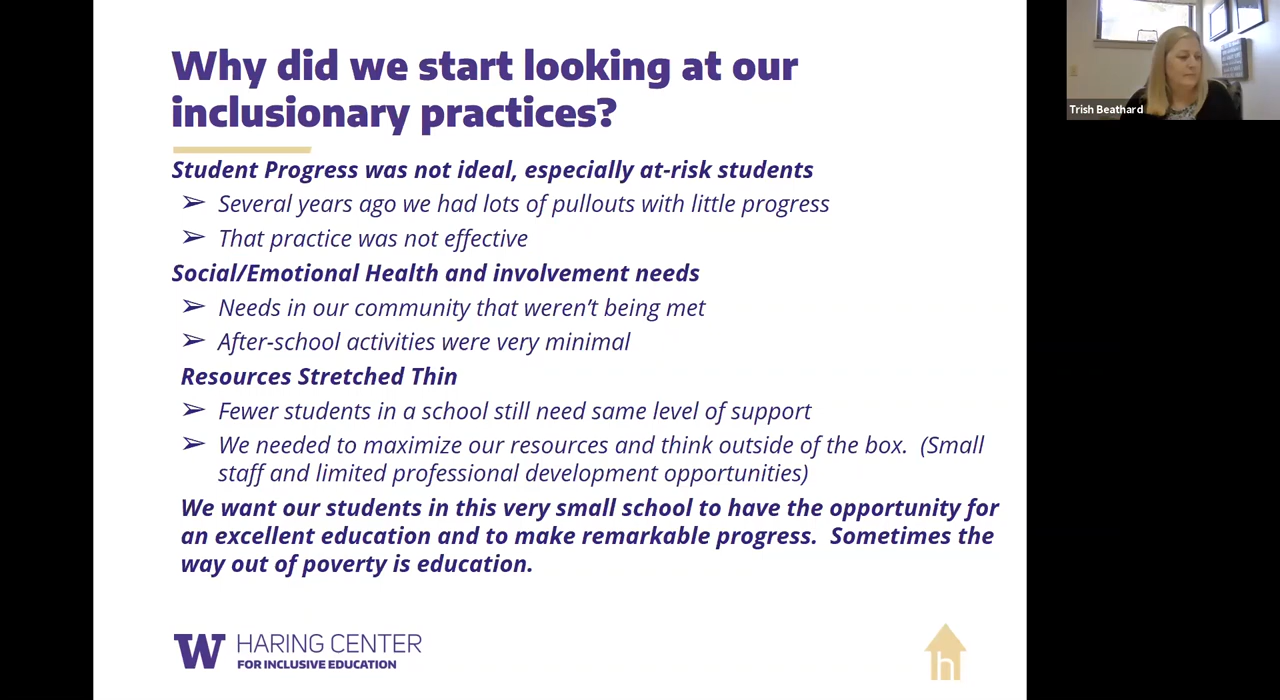 Why did we start looking at our
inclusionary practices?
Student Progress was not ideal, especially at-risk students
➢ Several years ago we had lots of pullouts with little progress
➢ That practice was not effective
Social/Emotional Health and involvement needs
➢ Needs in our community that weren’t being met
➢ After-school activities were very minimal
Resources Stretched Thin
➢ Fewer students in a school still need same level of support
➢ We needed to maximize our resources and think outside of the box.  (Small
staff and limited professional development opportunities)
We want our students in this very small school to have the opportunity for
an excellent education and to make remarkable progress.  Sometimes the
way out of poverty is education.
W HARING CENTER
FOR INCLUSIVE EDUCATION
h
Trish Beathard